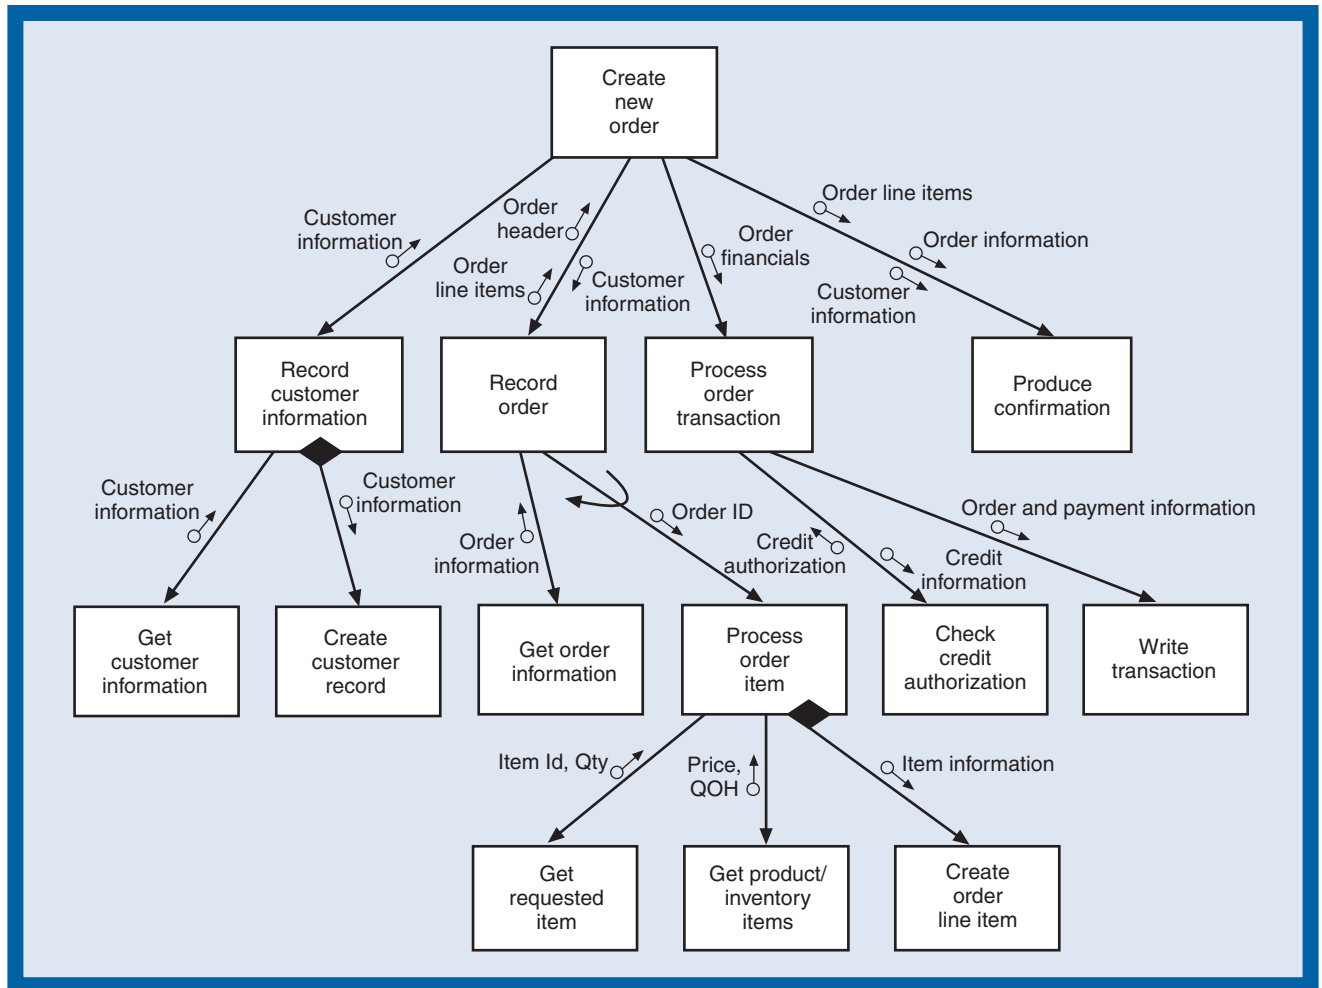 Create
new
order
Order line items
Customer
information
Order
header
Order
financials
Order information
Order
line items
Customer
information
Customer
information
Record
customer
information
Record
order
Process
order
transaction
Produce
confirmation
Customer
information
Customer
information
Order
information
Order ID
Credit
authorization
Credit
information
Order and payment information
Get
customer
information
Create
customer
record
Get order
information
Process
order
item
Check
credit
authorization
Write
transaction
Item Id, Qty
Price,
QOH
Item information
Get
requested
item
Get product/
inventory
items
Create
order
line item